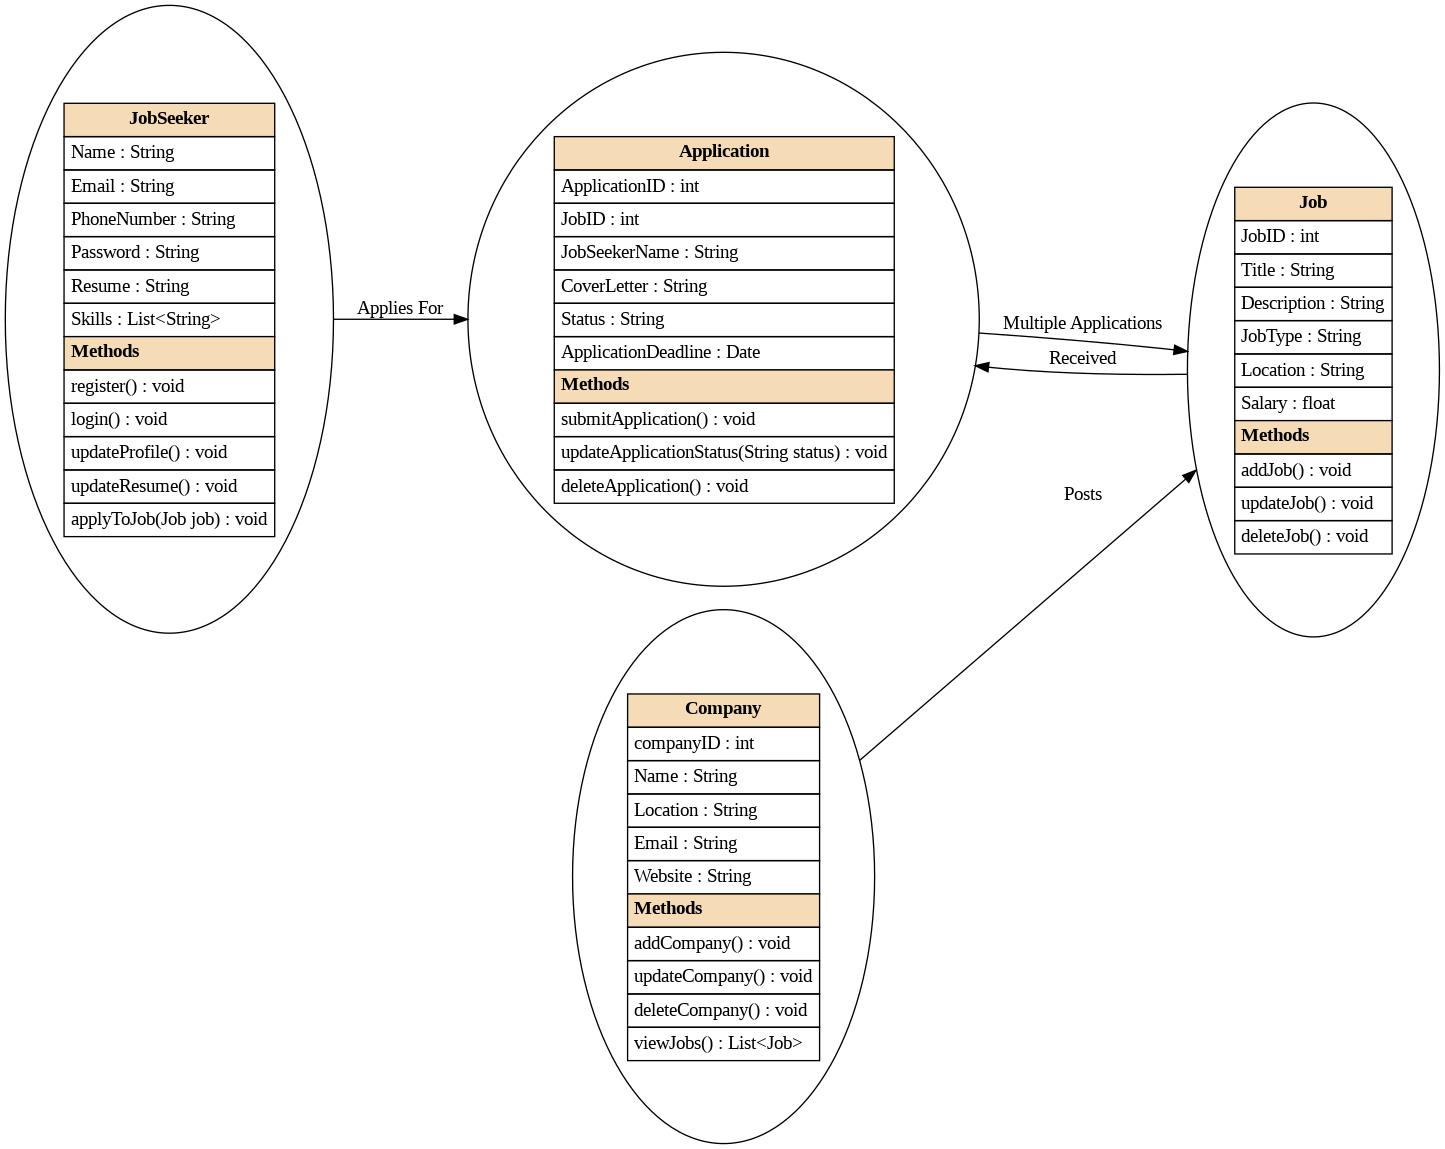 JobSeeker
Name : String
Email : String
PhoneNumber : String
Password : String
Resume : String
Skills : List<String>
Methods
register() : void
login() : void
updateProfile() : void
updateResume() : void
applyToJob(Job job) : void
Applies For
Application
ApplicationID : int
JobID : int
JobSeekerName : String
CoverLetter : String
Status : String
ApplicationDeadline : Date
Methods
submitApplication() : void
updateApplicationStatus(String status) : void
deleteApplication() : void
Multiple Applications
Received
Posts
Job
JobID : int
Title : String
Description : String
JobType : String
Location : String
Salary : float
Methods
addJob() : void
updateJob() : void
deleteJob() : void
Company
companyID : int
Name : String
Location : String
Email : String
Website : String
Methods
addCompany() : void
updateCompany() : void
deleteCompany() : void
viewJobs() : List<Job>